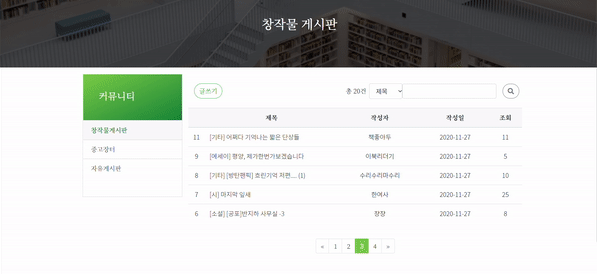 창작물 게시판
커뮤니티
창작물게시판
중고장터
자유게시판
글쓰기
총 20건 제목
제목 작성자 작성일 조회
11 [기타] 어쩌다 기억나는 짧은 단상들 책좋아두 2020-11-27 11
9 [에세이] 평양, 제가한번가보겠습니다 이북리더기 2020-11-27 5
8 [기타] [방탄팬픽] 흐린기억 저편.... (1) 수리수리마수리 2020-11-27 10
7 [시] 마지막 잎새 한여사 2020-11-27 25
6 [소설] [공포]반지하 사무실 -3 쟝쟝 2020-11-27 8
« 1 2 3 4 »